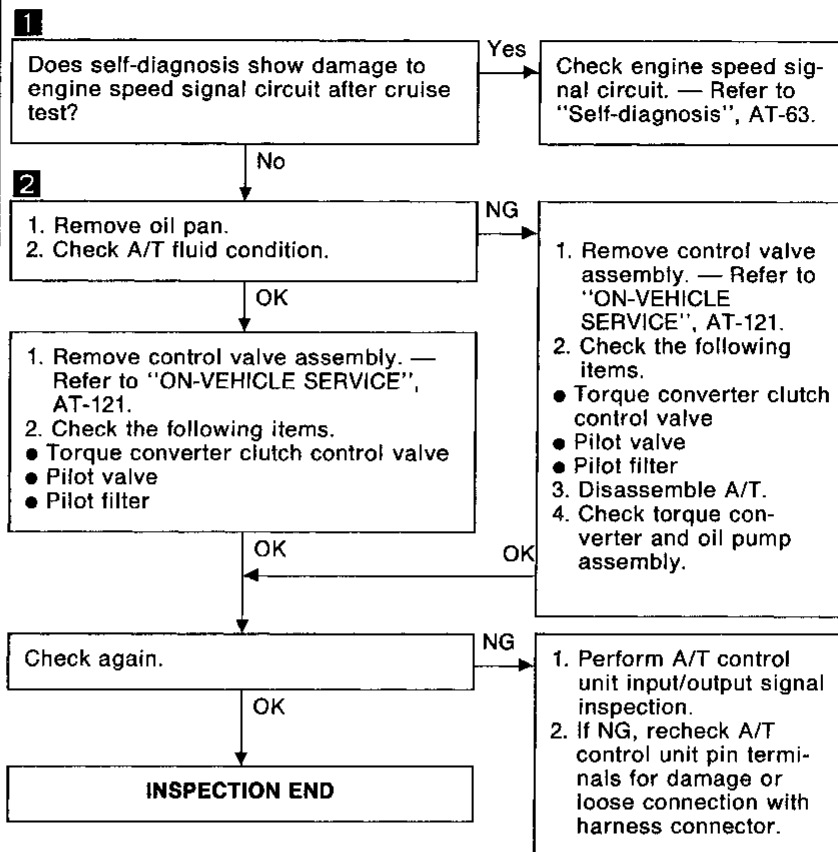 1
Does self-diagnosis show damage to
engine speed signal circuit after cruise
test?
Yes
Check engine speed sig-
nal circuit. — Refer to
"Self-diagnosis", AT-63.
No
2
1. Remove oil pan.
2. Check A/T fluid condition.
NG
1. Remove control valve
assembly. — Refer to
"ON-VEHICLE
SERVICE", AT-121.
2. Check the following
items.
● Torque converter clutch
control valve
● Pilot valve
● Pilot filter
3. Disassemble A/T.
4. Check torque con-
verter and oil pump
assembly.
OK
1. Remove control valve assembly. —
Refer to "ON-VEHICLE SERVICE",
AT-121.
2. Check the following items.
● Torque converter clutch control valve
● Pilot valve
● Pilot filter
OK
OK
Check again.
NG
1. Perform A/T control
unit input/output signal
inspection.
2. If NG, recheck A/T
control unit pin termi-
nals for damage or
loose connection with
harness connector.
OK
INSPECTION END